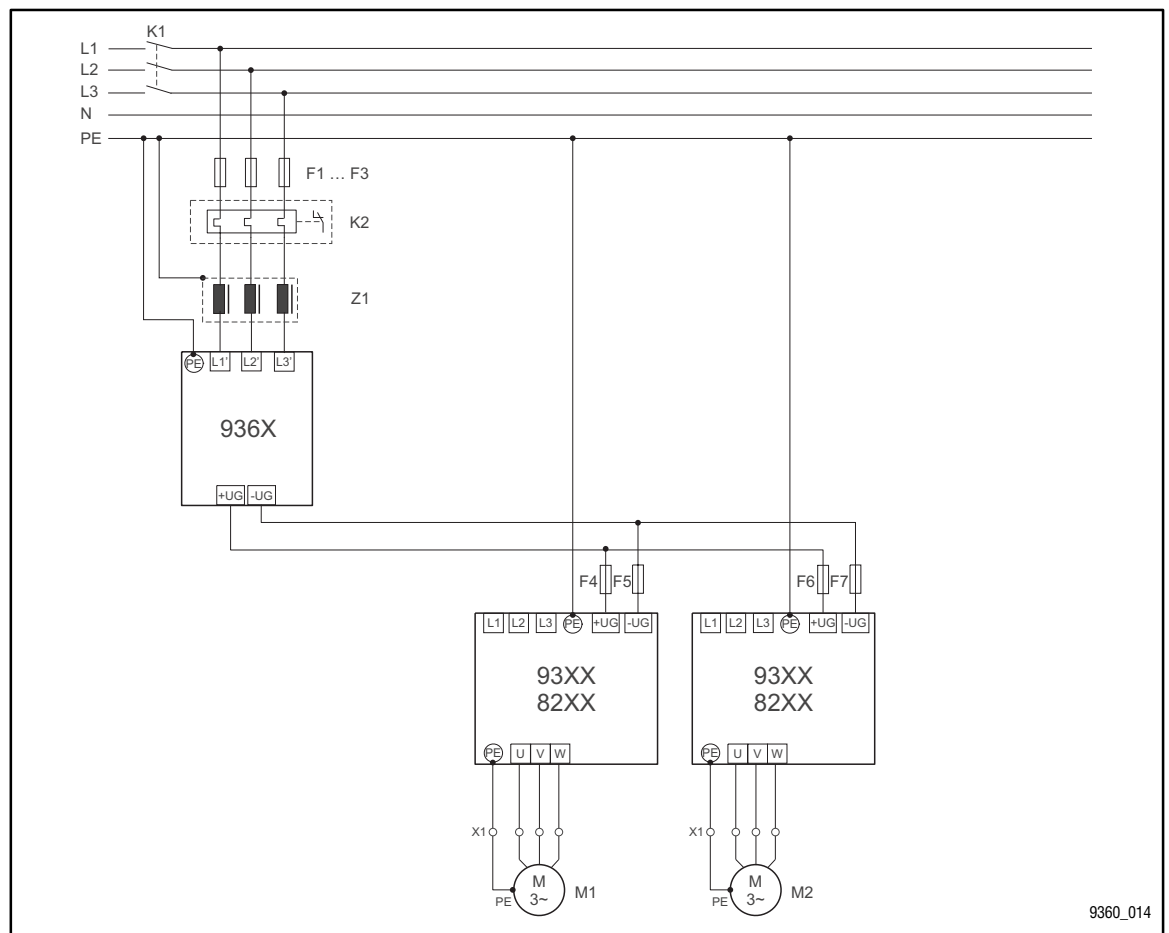 K1
L1
L2
L3
N
PE
F1 … F3
K2
Z1
PE L1' L2' L3'
936X
+UG -UG
F4 F5 F6 F7
L1 L2 L3 PE +UG -UG
L1 L2 L3 PE +UG -UG
93XX
82XX
93XX
82XX
PE U V W
PE U V W
X1
X1
M
3~
PE
M1
M
3~
PE
M2
9360_014